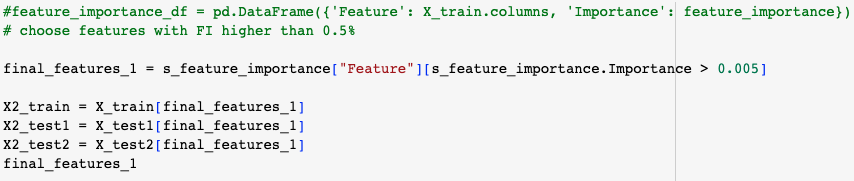 #feature_importance_df = pd.DataFrame({'Feature': X_train.columns, 'Importance': feature_importance})
# choose features with FI higher than 0.5%
final_features_1 = s_feature_importance["Feature"][s_feature_importance.Importance > 0.005]
X2_train = X_train[final_features_1]
X2_test1 = X_test1[final_features_1]
X2_test2 = X_test2[final_features_1]
final_features_1